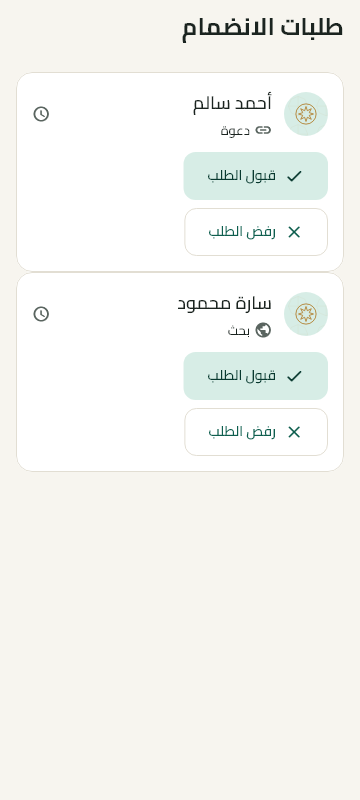 طلبات الانضمام
أحمد سالم
دعوة
قبول الطلب
رفض الطلب
سارة محمود
بحث
قبول الطلب
رفض الطلب